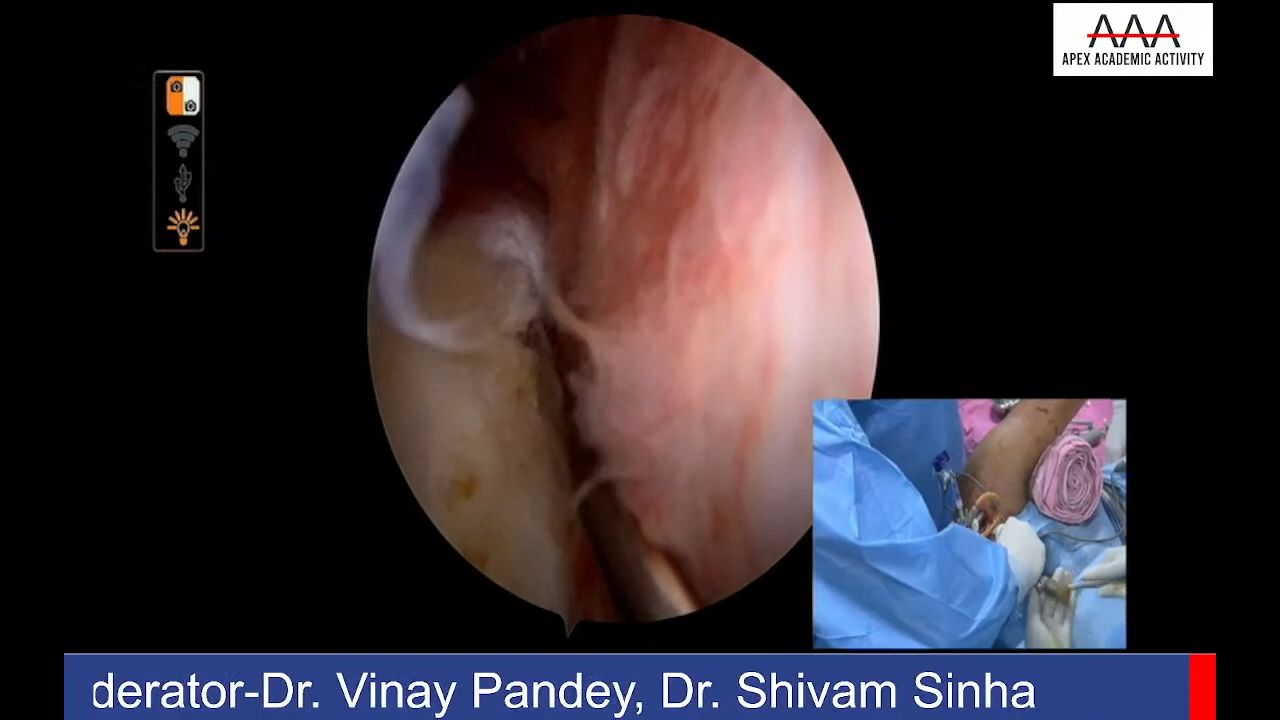 AAA
APEX ACADEMIC ACTIVITY
derator-Dr. Vinay Pandey, Dr. Shivam Sinha